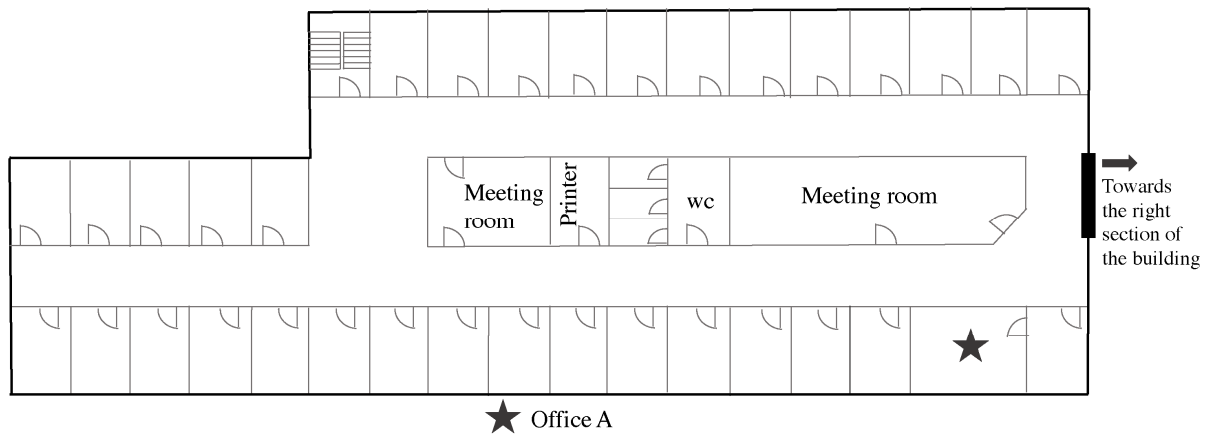 Meeting
room
Printer
wc
Meeting room
Towards
the right
section of
the building
Office A